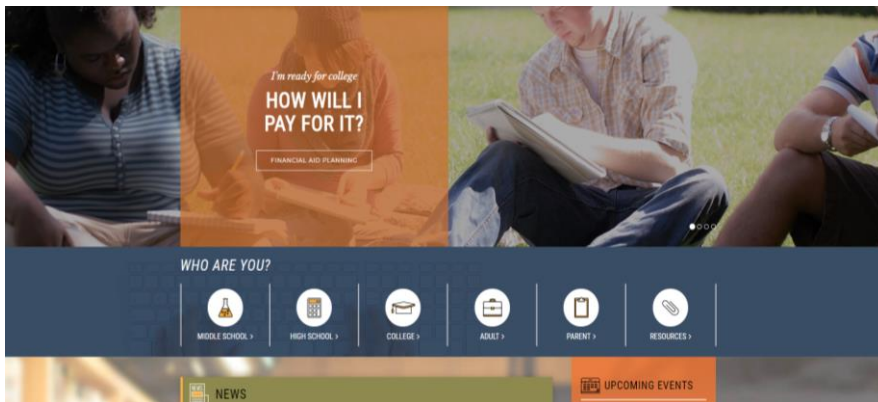 I'm ready for college
HOW WILL I
PAY FOR IT?
FINANCIAL AID PLANNING
WHO ARE YOU?
MIDDLE SCHOOL >
HIGH SCHOOL >
COLLEGE >
ADULT >
PARENT >
RESOURCES >
NEWS
UPCOMING EVENTS